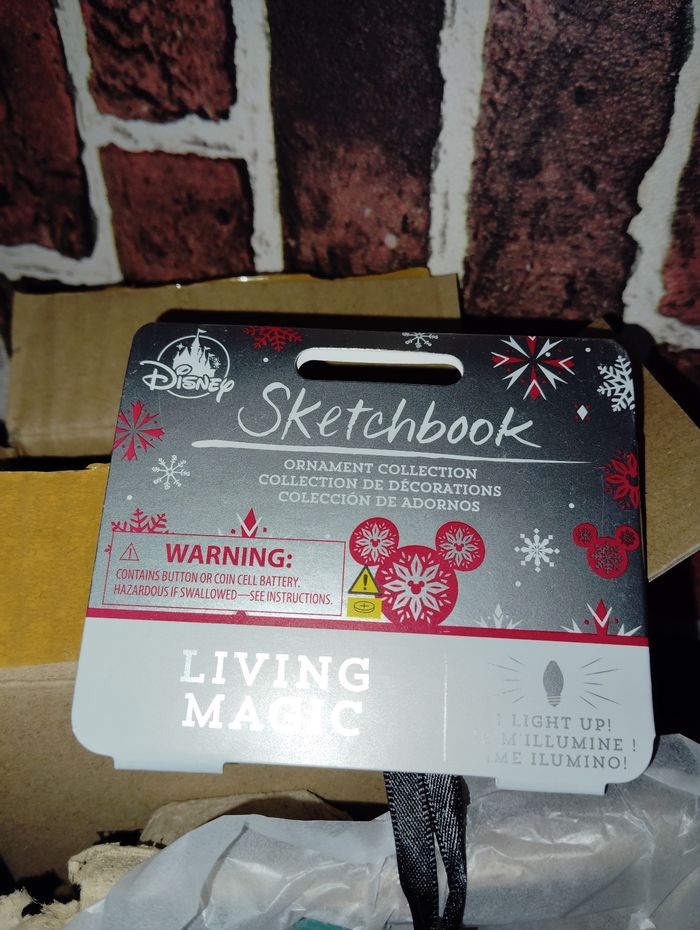 Disney
Sketchbook
ORNAMENT COLLECTION
COLLECTION DE DÉCORATIONS
COLECCIÓN DE ADORNOS
WARNING:
CONTAINS BUTTON OR COIN CELL BATTERY.
HAZARDOUS IF SWALLOWED—SEE INSTRUCTIONS.
LIVING
MAGIC
I LIGHT UP!
M'ILLUMINE !
¡ME ILUMINO!